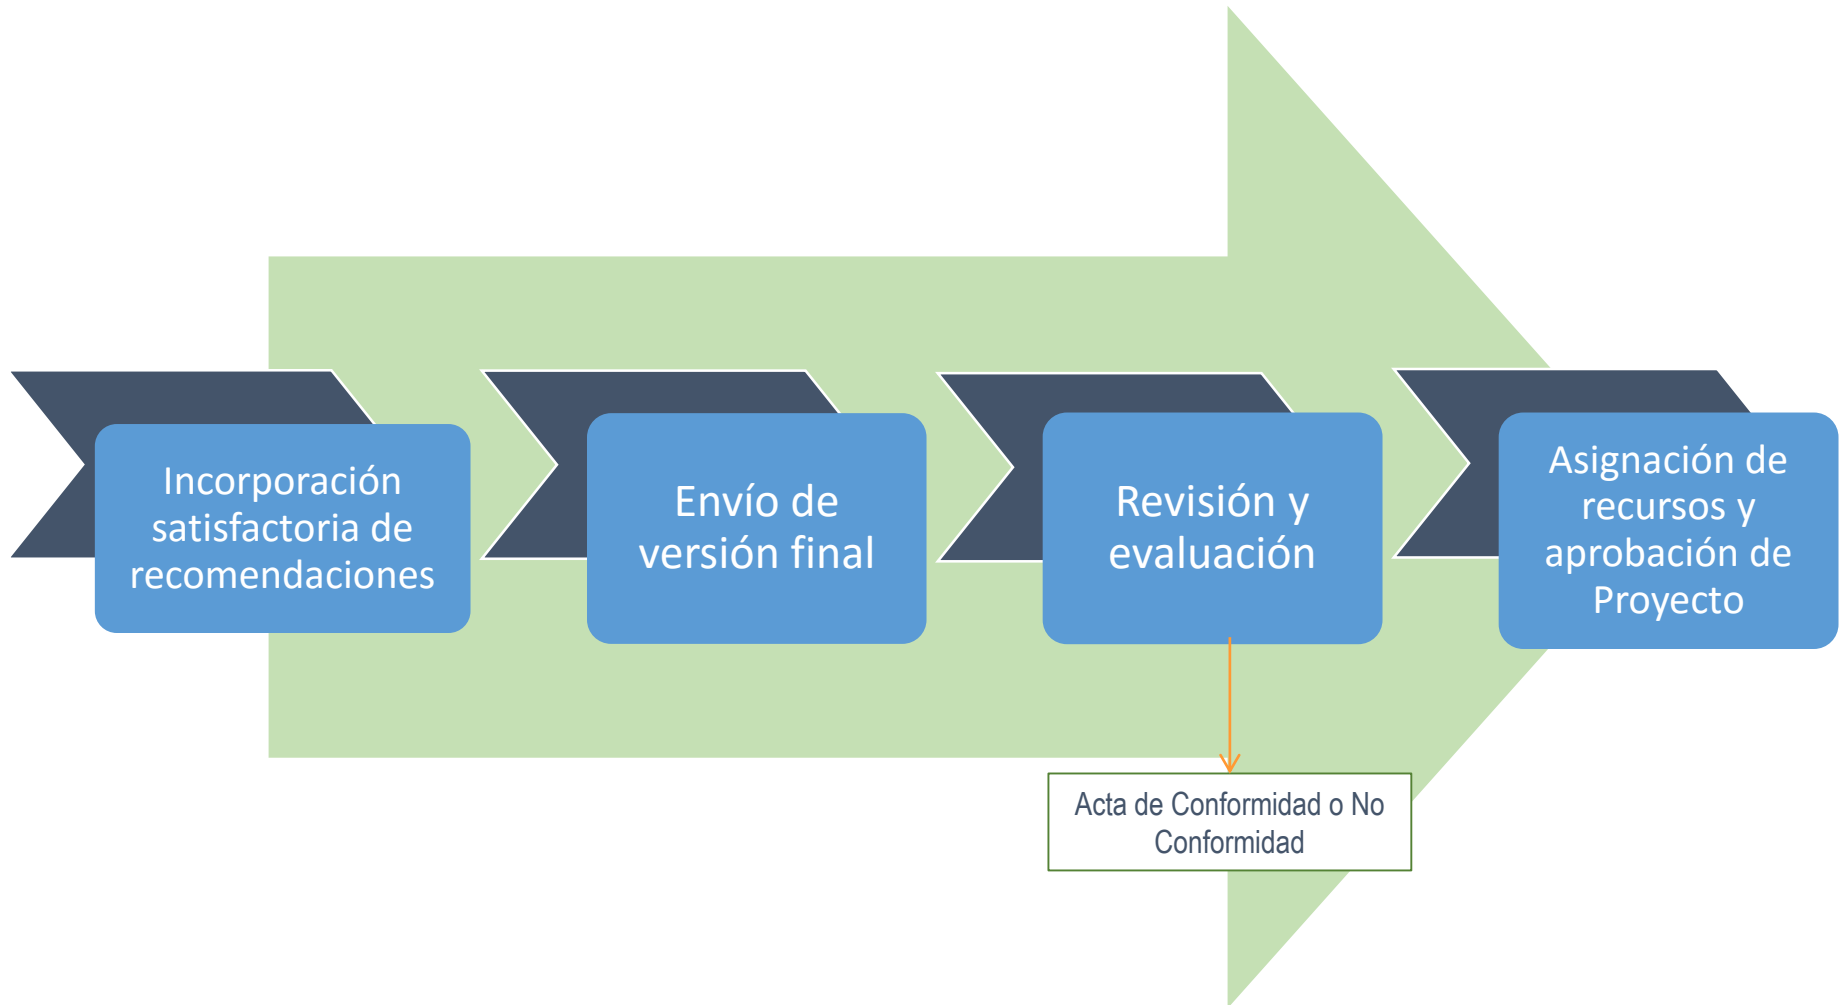 Incorporación
satisfactoria de
recomendaciones
Envío de
versión final
Revisión y
evaluación
Asignación de
recursos y
aprobación de
Proyecto
Acta de Conformidad o No
Conformidad